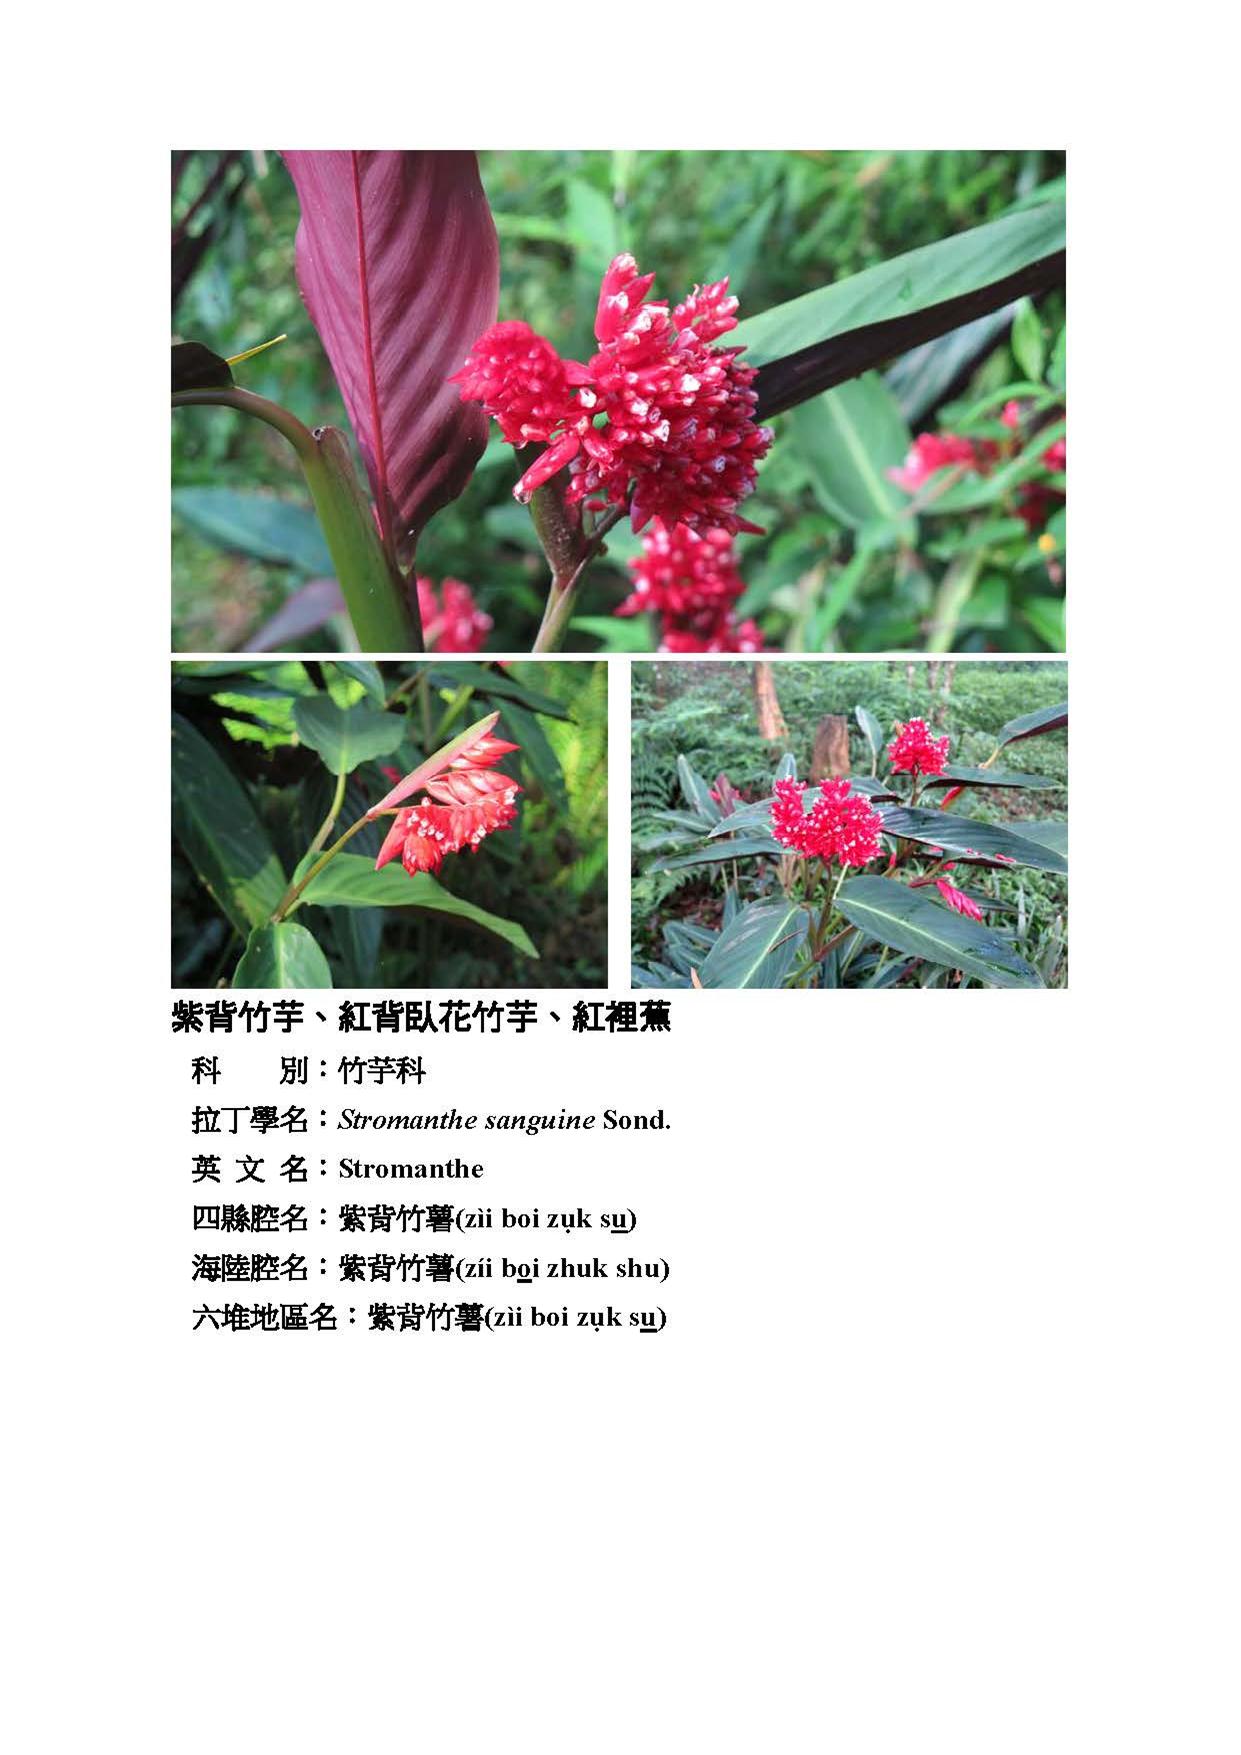 紫背竹芋、紅背臥花竹芋、紅裡蕉
科　　別：竹芋科
拉丁學名：Stromanthe sanguine Sond.
英 文 名：Stromanthe
四縣腔名：紫背竹薯(zìi boi zụk su̲)
海陸腔名：紫背竹薯(zíi bo̲i zhuk shu)
六堆地區名：紫背竹薯(zìi boi zụk su̲)